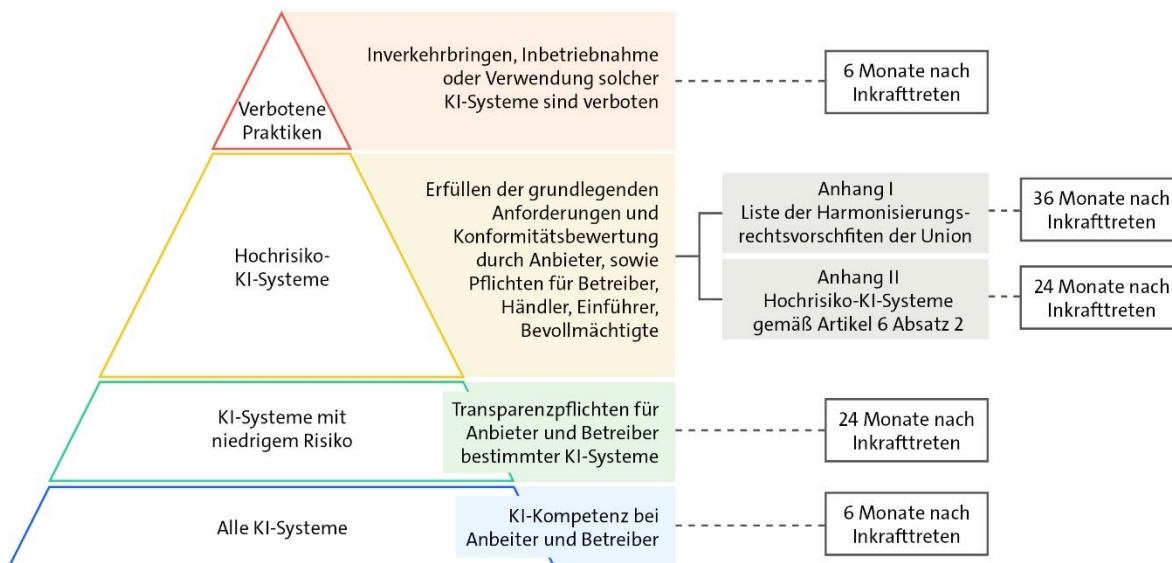 Verbotene
Praktiken
Inverkehrbringen, Inbetriebnahme
oder Verwendung solcher
KI-Systeme sind verboten
6 Monate nach
Inkrafttreten
Hochrisiko-
KI-Systeme
Erfüllen der grundlegenden
Anforderungen und
Konformitätsbewertung
durch Anbieter, sowie
Pflichten für Betreiber,
Händler, Einführer,
Bevollmächtigte
Anhang I
Liste der Harmonisierungs-
rechtsvorschfiten der Union
36 Monate nach
Inkrafttreten
Anhang II
Hochrisiko-KI-Systeme
gemäß Artikel 6 Absatz 2
24 Monate nach
Inkrafttreten
KI-Systeme mit
niedrigem Risiko
Transparenzpflichten für
Anbieter und Betreiber
bestimmter KI-Systeme
24 Monate nach
Inkrafttreten
Alle KI-Systeme
KI-Kompetenz bei
Anbeiter und Betreiber
6 Monate nach
Inkrafttreten